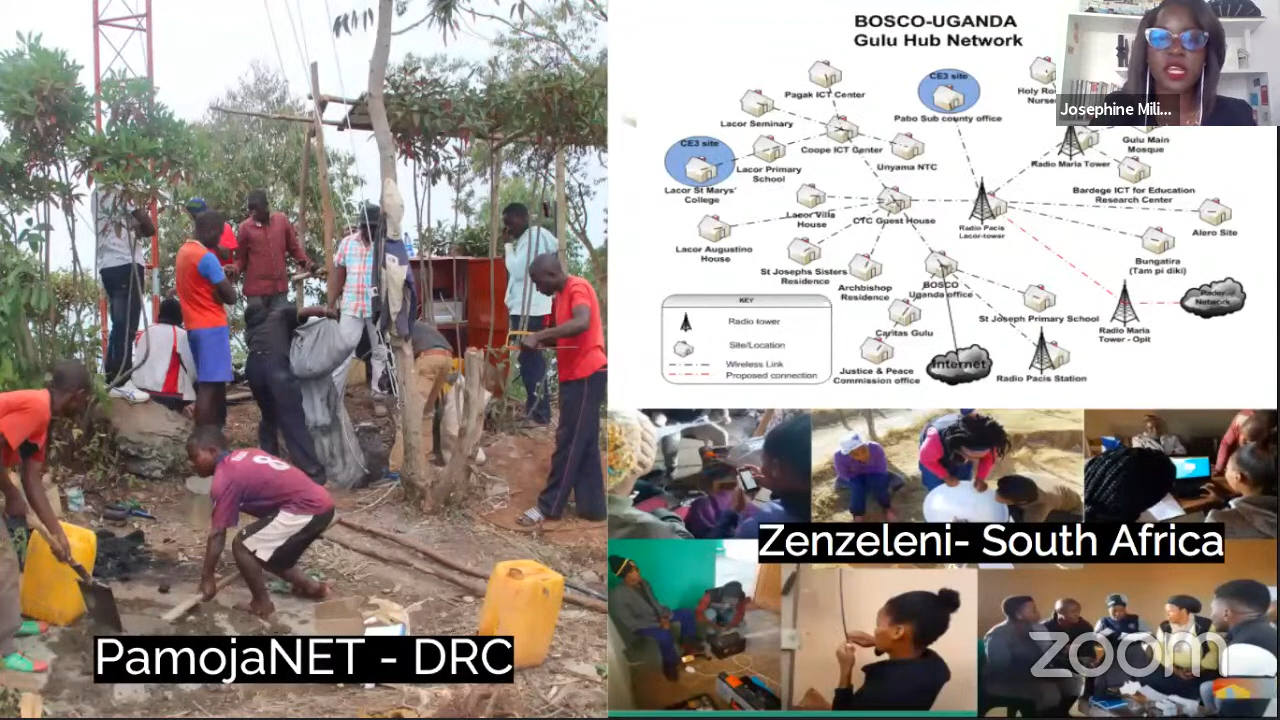 BOSCO-UGANDA
Gulu Hub Network
Josephine Mili...
CE3 site
Pabo Sub county office
Pagak ICT Center
Lacor Seminary
Coope ICT Center
Unyama NTC
CE3 site
Lacor St Marys'
College
Lacor Primary
School
Lacor Villa
House
CTC Guest House
Lacor Augustino
House
St Josephs Sisters
Residence
Archbishop
Residence
BOSCO
Uganda office
Caritas Gulu
Justice & Peace
Commission office
Internet
Radio Pacis Station
St Joseph Primary School
Radio Pacis
Lacor-tower
Radio Maria Tower
Gulu Main
Mosque
Bardege ICT for Education
Research Center
Alero Site
Bungatira
(Tam pi diki)
Radio Maria
Tower - Opit
Network
KEY
Radio tower
Site/Location
Wireless Link
Proposed connection
8
PamojaNET - DRC
Zenzeleni- South Africa
zoom